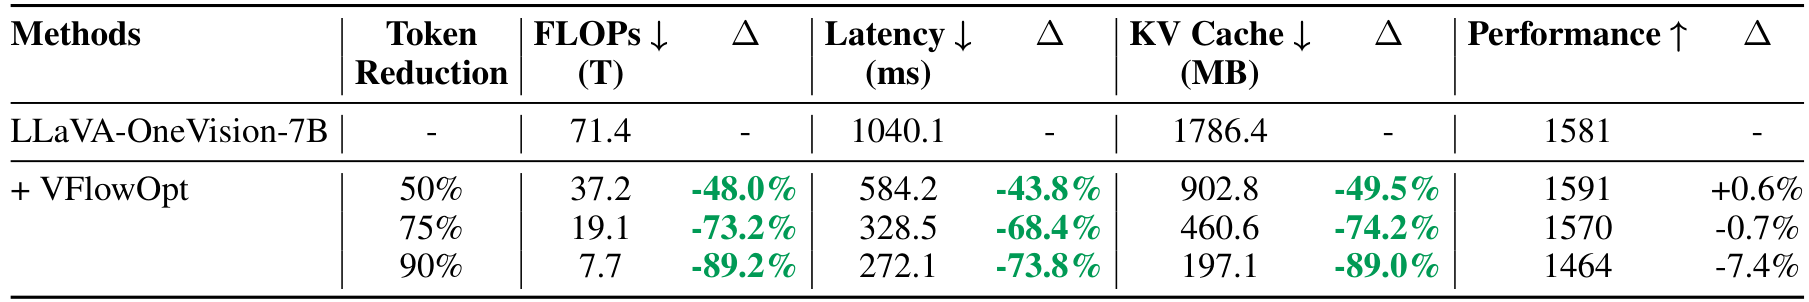 Methods Token FLOPs ↓ Δ Latency ↓ Δ KV Cache ↓ Δ Performance ↑ Δ
Reduction (T) (ms) (MB)
LLaVA-OneVision-7B - 71.4 - 1040.1 - 1786.4 - 1581 -
+ VFlowOpt 50% 37.2 -48.0% 584.2 -43.8% 902.8 -49.5% 1591 +0.6%
75% 19.1 -73.2% 328.5 -68.4% 460.6 -74.2% 1570 -0.7%
90% 7.7 -89.2% 272.1 -73.8% 197.1 -89.0% 1464 -7.4%